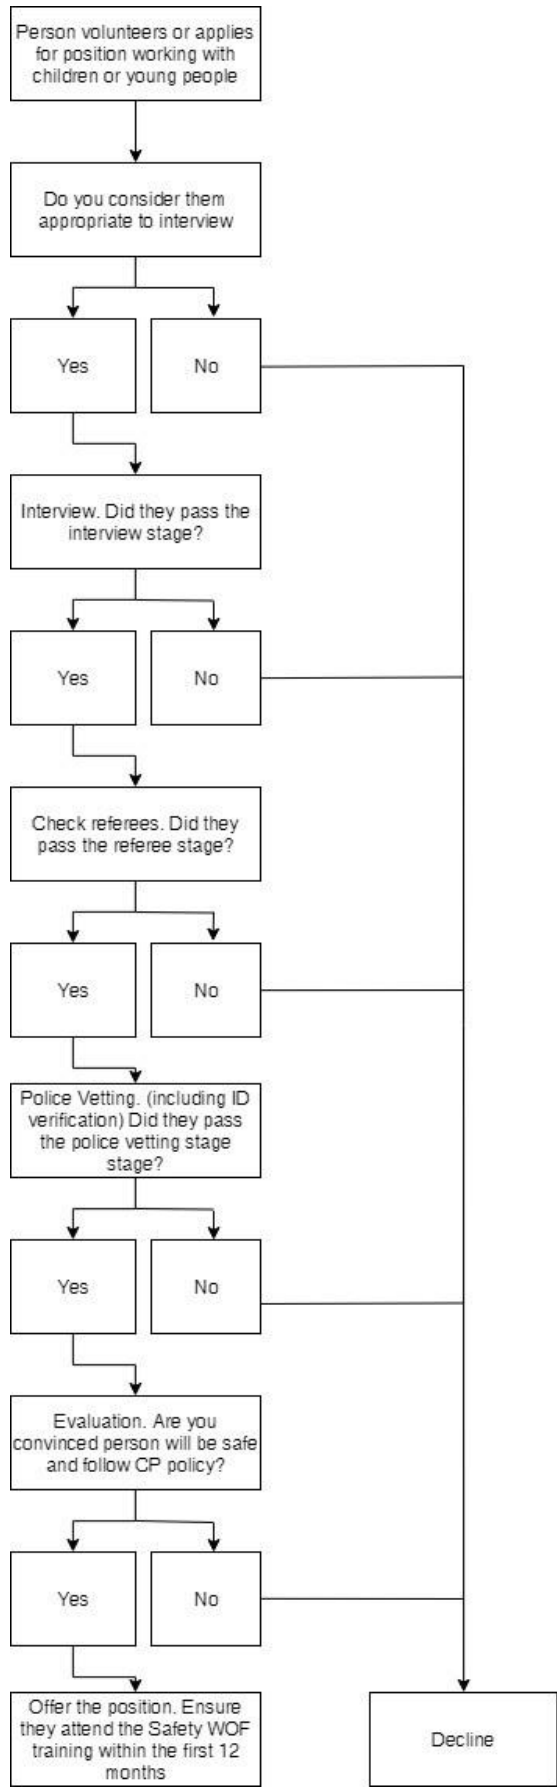 Person volunteers or applies
for position working with
children or young people
Do you consider them
appropriate to interview
Yes
No
Interview. Did they pass the
interview stage?
Yes
No
Check referees. Did they
pass the referee stage?
Yes
No
Police Vetting. (including ID
verification) Did they pass
the police vetting stage
stage?
Yes
No
Evaluation. Are you
convinced person will be safe
and follow CP policy?
Yes
No
Offer the position. Ensure
they attend the Safety WOF
training within the first 12
months
Decline